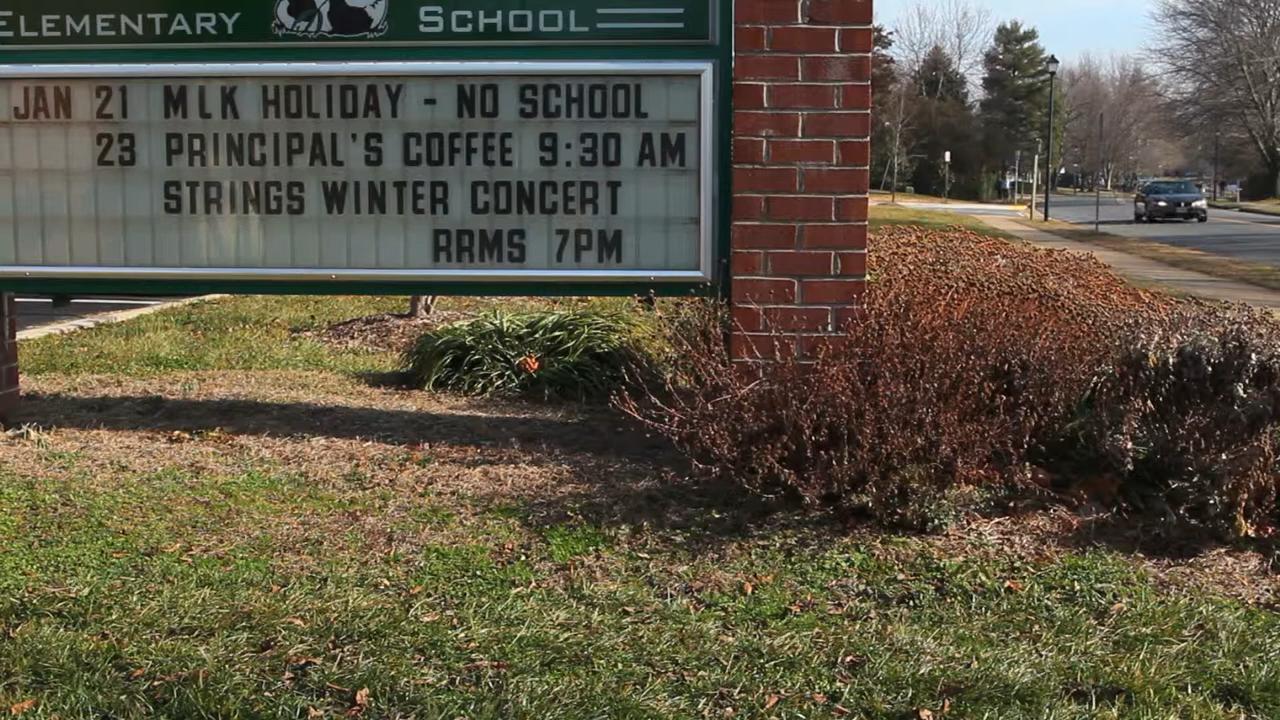 ELEMENTARY SCHOOL
JAN 21 MLK HOLIDAY - NO SCHOOL
23 PRINCIPAL'S COFFEE 9:30 AM
STRINGS WINTER CONCERT
RRMS 7PM